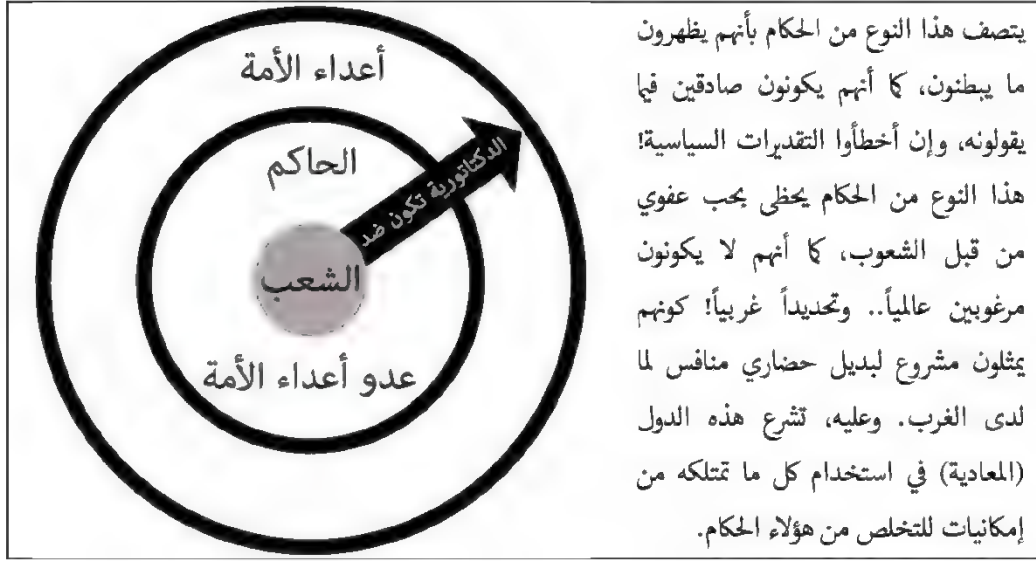 يتصف هذا النوع من الحكام بأنهم يظهرون
ما يبطنون، كما أنهم يكونون صادقين فيما
يقولونه، وإن أخطأوا التقديرات السياسية!
هذا النوع من الحكام يحظى بحب عفوي
من قبل الشعوب، كما أنهم لا يكونون
مرغوبين عالمياً.. وتحديداً غربياً! كونهم
يمثلون مشروع لبديل حضاري منافس لما
لدى الغرب. وعليه، تشرع هذه الدول
(المعادية) في استخدام كل ما تمتلكه من
إمكانيات للتخلص من هؤلاء الحكام.
أعداء الأمة
الحاكم
الدكتاتورية تكون ضد
الشعب
عدو أعداء الأمة